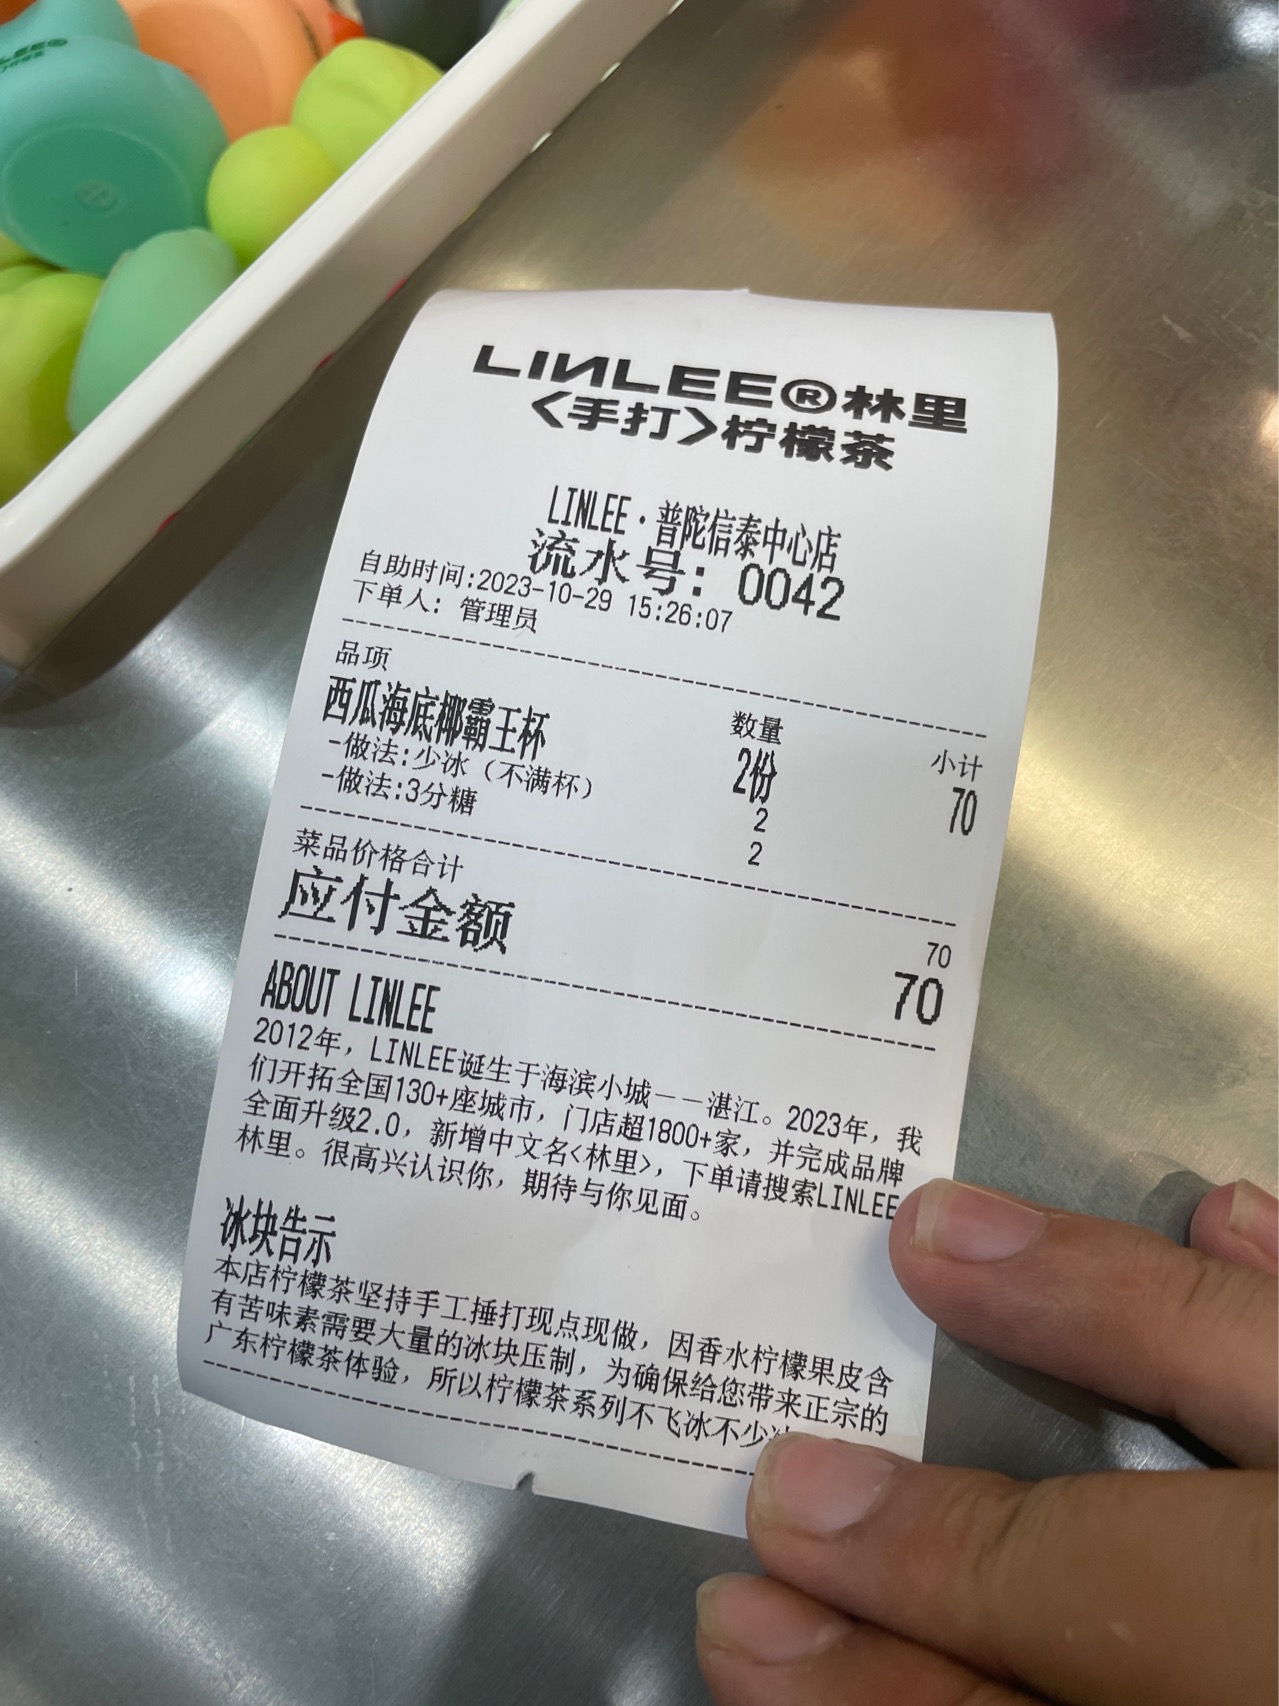 LINLEE®林里
<手打>柠檬茶
LINLEE·普陀信泰中心店
流水号: 0042
自助时间:2023-10-29 15:26:07
下单人: 管理员
品项 数量 小计
西瓜海底椰霸王杯 2份 70
-做法:少冰(不满杯) 2
-做法:3分糖 2
菜品价格合计 70
应付金额 70
ABOUT LINLEE
2012年，LINLEE诞生于海滨小城——湛江。2023年，我
们开拓全国130+座城市，门店超1800+家，并完成品牌
全面升级2.0，新增中文名<林里>，下单请搜索LINLEE
林里。很高兴认识你，期待与你见面。
冰块告示
本店柠檬茶坚持手工捶打现点现做，因香水柠檬果皮含
有苦味素需要大量的冰块压制，为确保给您带来正宗的
广东柠檬茶体验，所以柠檬茶系列不飞冰不少